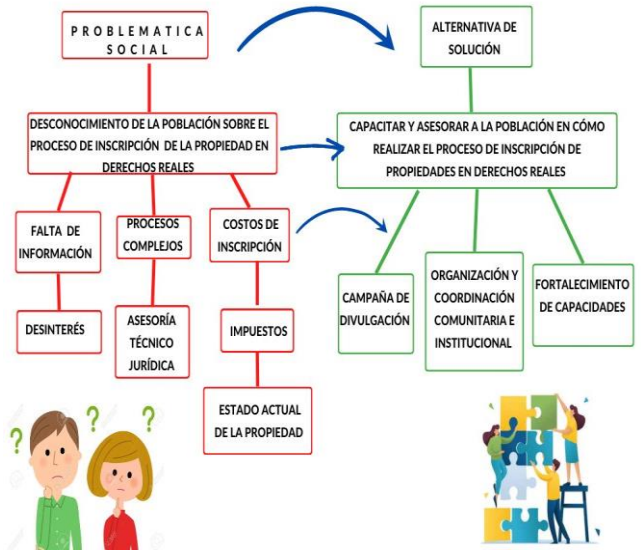 PROBLEMATICA
SOCIAL
DESCONOCIMIENTO DE LA POBLACIÓN SOBRE EL
PROCESO DE INSCRIPCIÓN DE LA PROPIEDAD EN
DERECHOS REALES
FALTA DE
INFORMACIÓN
DESINTERÉS
PROCESOS
COMPLEJOS
ASESORÍA
TÉCNICO
JURÍDICA
COSTOS DE
INSCRIPCIÓN
IMPUESTOS
ESTADO ACTUAL
DE LA PROPIEDAD
ALTERNATIVA DE
SOLUCIÓN
CAPACITAR Y ASESORAR A LA POBLACIÓN EN CÓMO
REALIZAR EL PROCESO DE INSCRIPCIÓN DE
PROPIEDADES EN DERECHOS REALES
CAMPAÑA DE
DIVULGACIÓN
ORGANIZACIÓN Y
COORDINACIÓN
COMUNITARIA E
INSTITUCIONAL
FORTALECIMIENTO
DE CAPACIDADES
?
?
?